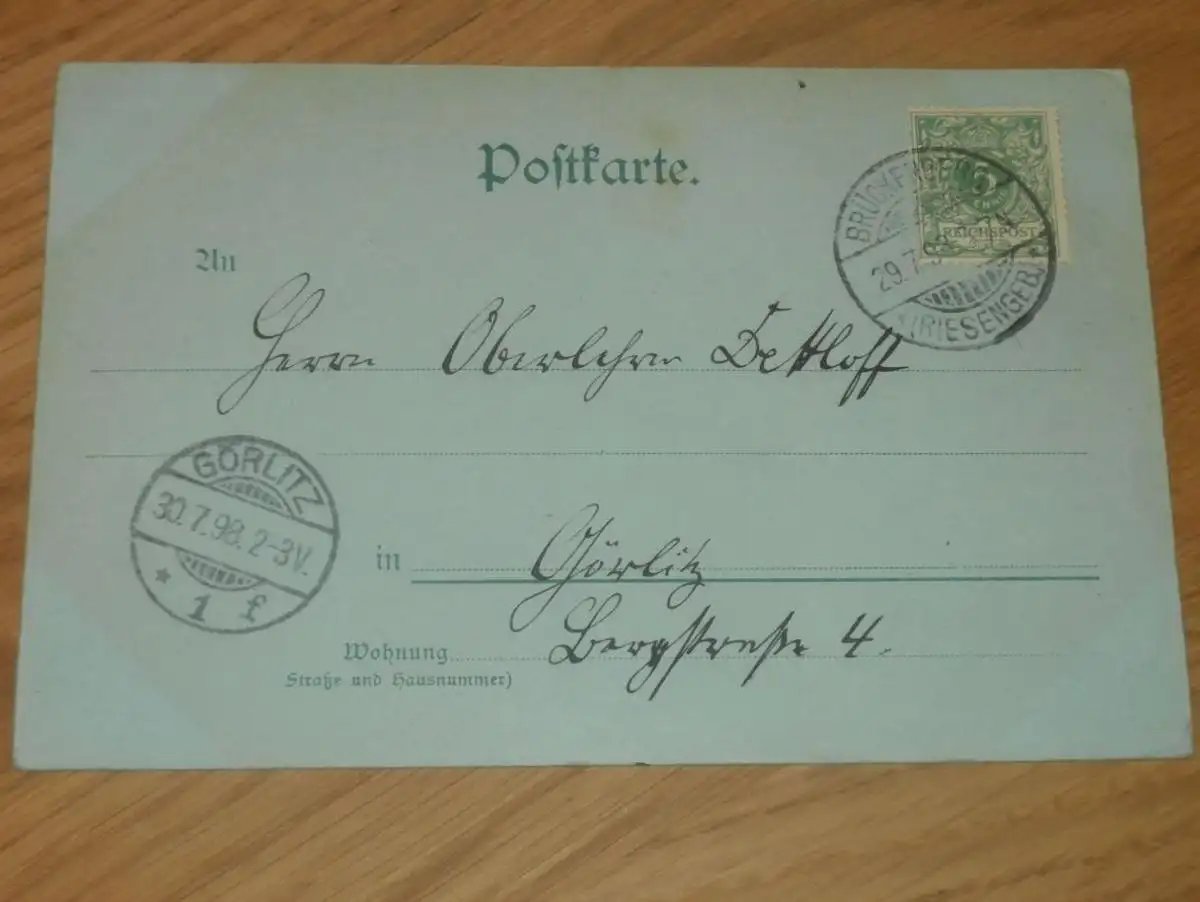 Postkarte.
REICHSPOST
BRÜCKENBERG
29.7.
(RIESENGEB.)
An
Herrn Oberlehrer Dettloff
GÖRLITZ
30.7.98. 2-3V.
* 1 f
in Görlitz
Wohnung Bergstraße 4.
Straße und Hausnummer)